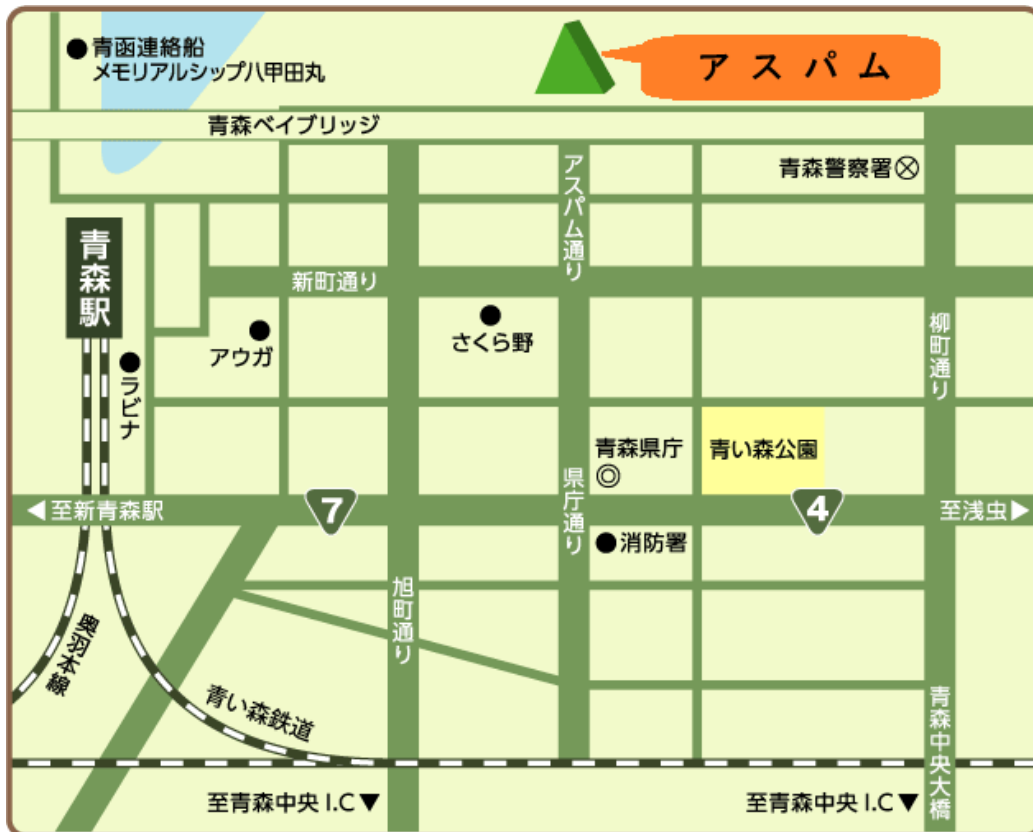 青函連絡船
メモリアルシップ八甲田丸
アスパム
青森ベイブリッジ
アスパム通り
青森警察署
青森駅
新町通り
アウガ
さくら野
柳町通り
ラビナ
青森県庁
青い森公園
至新青森駅
7
県庁通り
4
至浅虫
消防署
旭町通り
奥羽本線
青い森鉄道
青森中央大橋
至青森中央 I.C
至青森中央 I.C